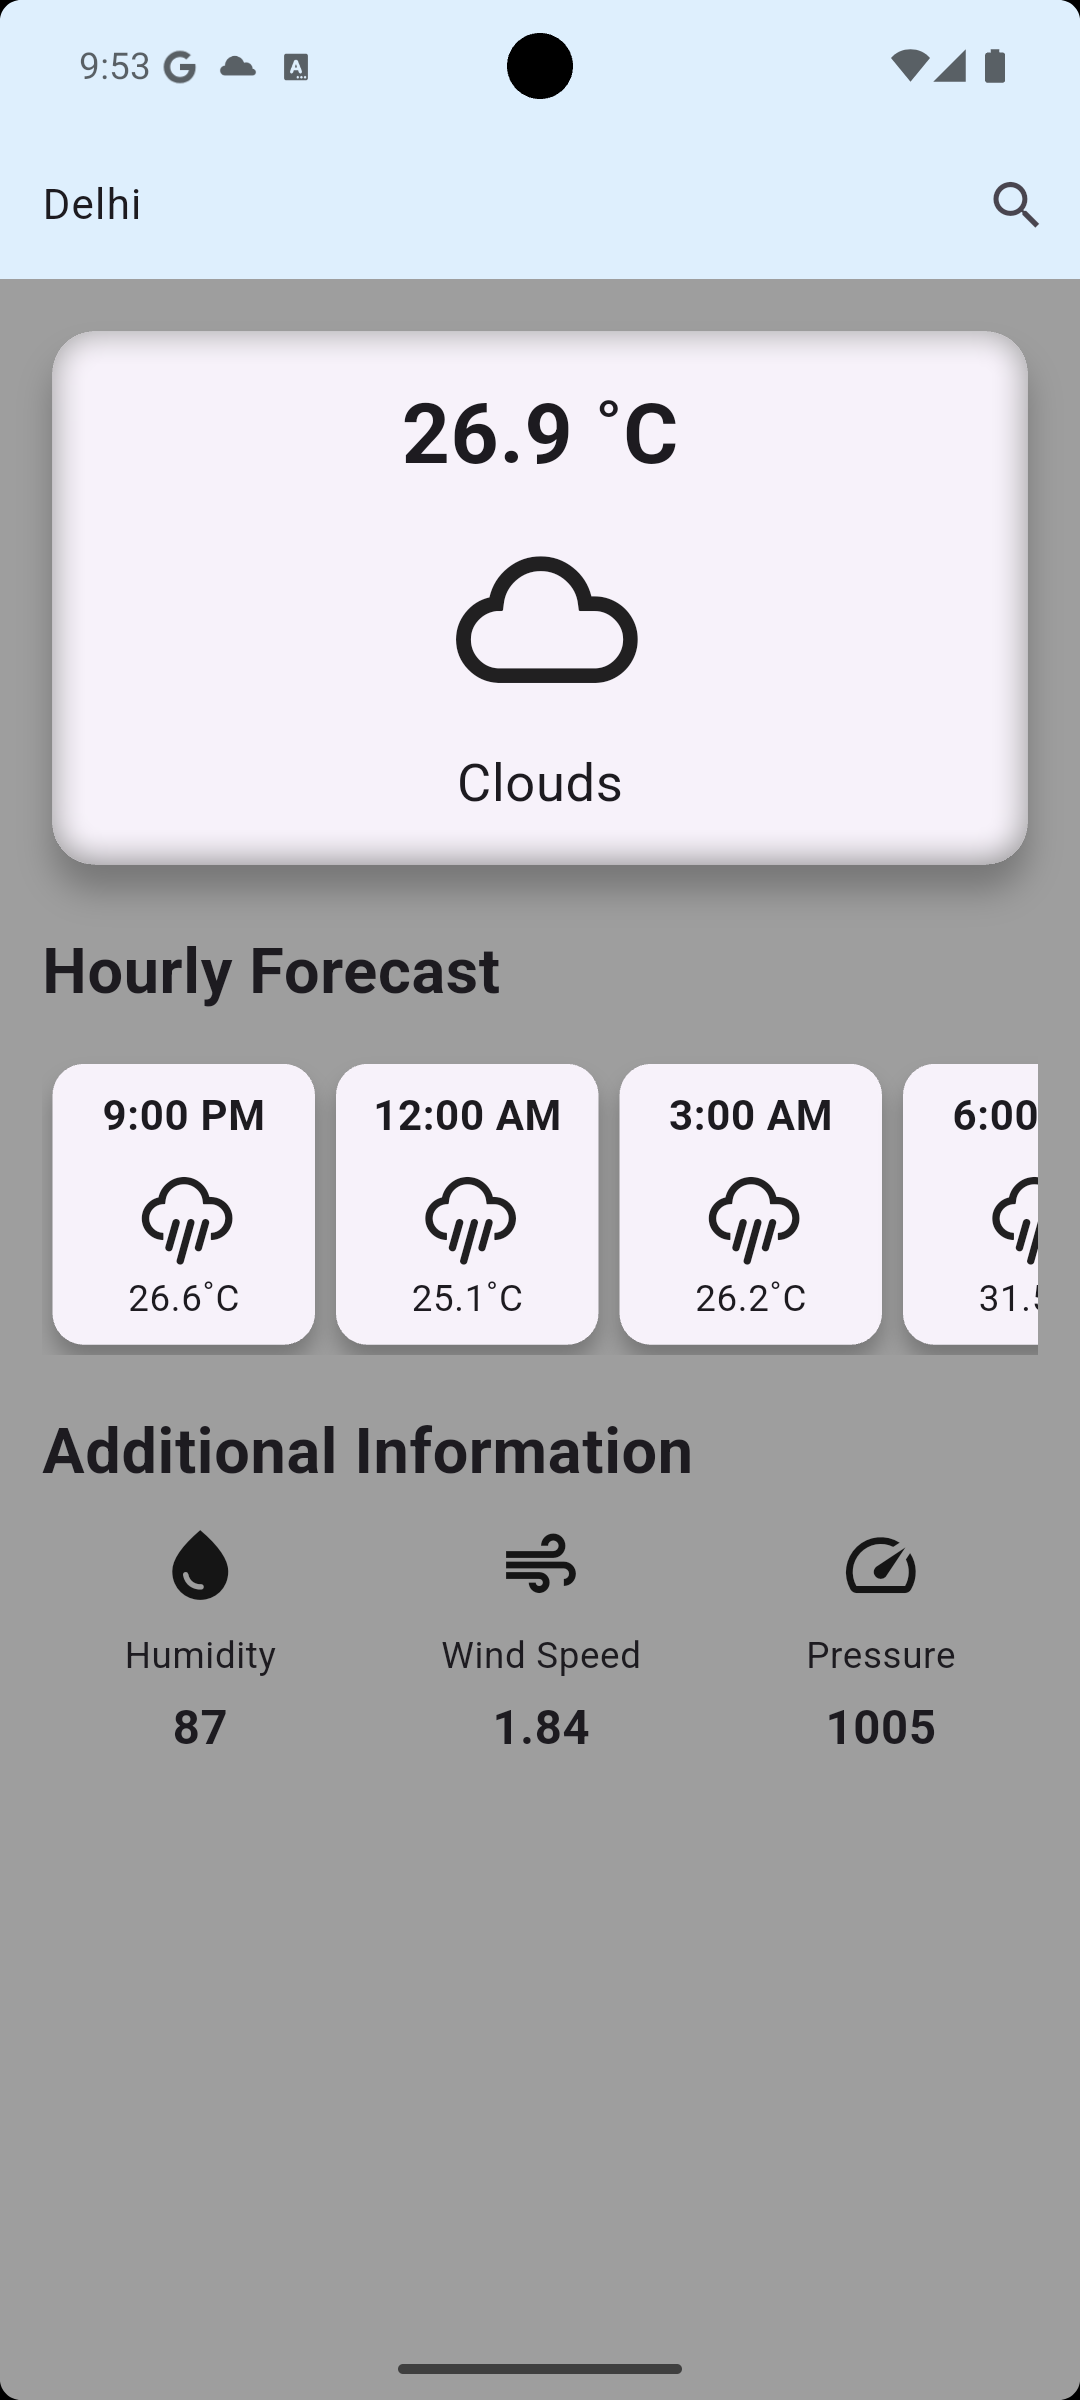 9:53
Delhi
26.9 °C
Clouds
Hourly Forecast
9:00 PM 12:00 AM 3:00 AM 6:00
26.6°C 25.1°C 26.2°C 31.5
Additional Information
Humidity Wind Speed Pressure
87 1.84 1005